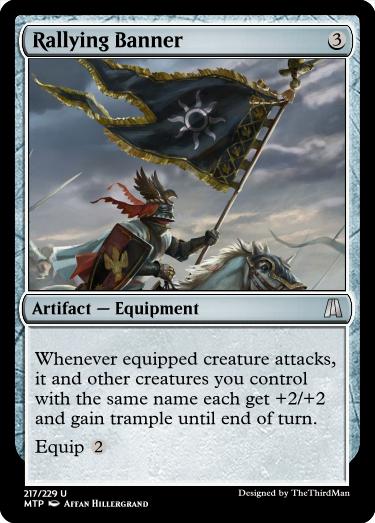 Rallying Banner 3
Artifact — Equipment
Whenever equipped creature attacks,
it and other creatures you control
with the same name each get +2/+2
and gain trample until end of turn.
Equip 2
217/229 U
MTP Affan Hillergrand
Designed by TheThirdMan